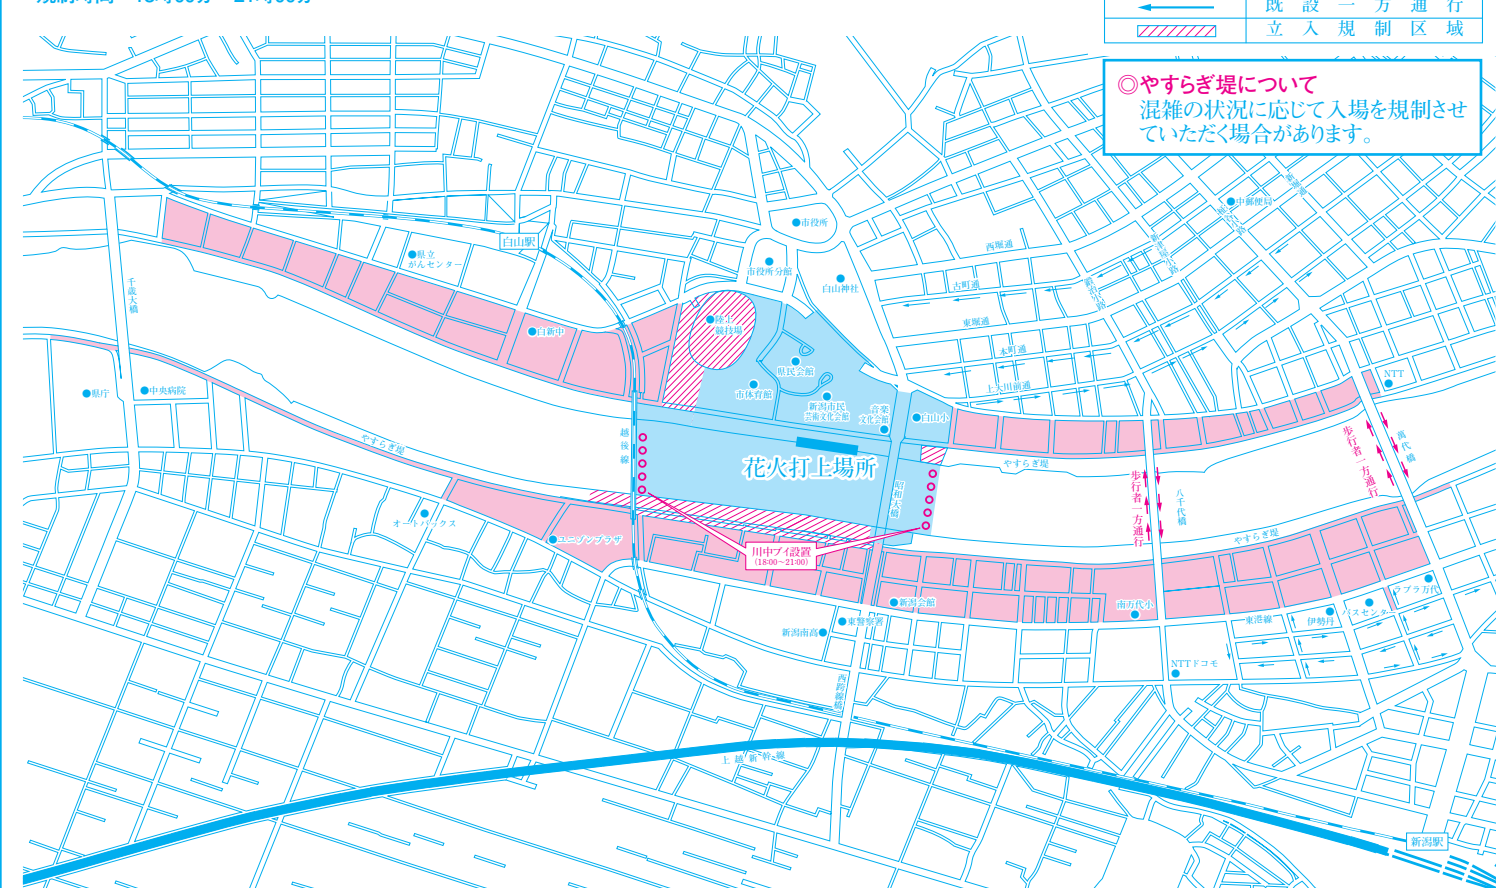 既設一方通行
立入規制区域
◎やすらぎ堤について
混雑の状況に応じて入場を規制させ
ていただく場合があります。
中郵便局
市役所
白山駅
西堀通
県立
がんセンター
市役所分館
白山神社
古町通
千歳大橋
東堀通
陸上
競技場
白新中
本町通
県民会館
NTT
上大川前通
県庁
中央病院
市体育館
新潟市民
芸術文化会館
音楽
文化会館
白山小
越後線
やすらぎ堤
萬代橋
歩行者一方通行
花火打上場所
やすらぎ堤
昭和大橋
歩行者一方通行
八千代橋
オートバックス
ユニゾンプラザ
やすらぎ堤
川中ブイ設置
(18:00～21:00)
ラブラ万代
新潟会館
南万代小
バスセンター
東港線
伊勢丹
東警察署
新潟南高
NTTドコモ
西跨線橋
上越新幹線
新潟駅